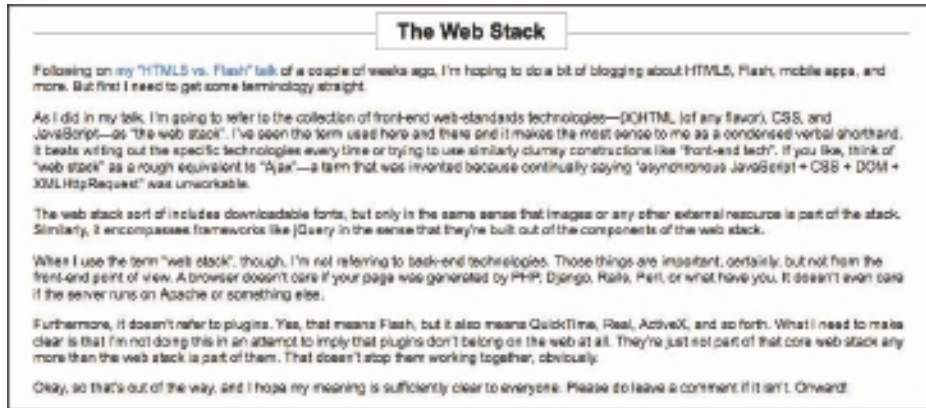 The Web Stack
Following on my "HTML5 vs. Flash" talk of a couple of weeks ago, I'm hoping to do a bit of blogging about HTML5, Flash, mobile apps, and
more. But first I need to get some terminology straight.
As I did in my talk, I'm going to refer to the collection of front-end web-standards technologies—(X)HTML (of any flavor), CSS, and
JavaScript—as "the web stack". I've seen the term used here and there and it makes the most sense to me as a condensed verbal shorthand.
It beats writing out the specific technologies every time or trying to use similarly clumsy constructions like "front-end tech". If you like, think of
"web stack" as a rough equivalent to "Ajax"—a term that was invented because continually saying "asynchronous JavaScript + CSS + DOM +
XMLHttpRequest" was unworkable.
The web stack sort of includes downloadable fonts, but only in the same sense that images or any other external resource is part of the stack.
Similarly, it encompasses frameworks like jQuery in the sense that they're built out of the components of the web stack.
When I use the term "web stack", though, I'm not referring to back-end technologies. Those things are important, certainly, but not from the
front-end point of view. A browser doesn't care if your page was generated by PHP, Django, Rails, Perl, or what have you. It doesn't even care
if the server runs on Apache or something else.
Furthermore, it doesn't refer to plugins. Yes, that means Flash, but it also means QuickTime, Real, ActiveX, and so forth. What I need to make
clear is that I'm not doing this in an attempt to imply that plugins don't belong on the web at all. They're just not part of that core web stack any
more than the web stack is part of them. That doesn't stop them working together, obviously.
Okay, so that's out of the way, and I hope my meaning is sufficiently clear to everyone. Please do leave a comment if it isn't. Onward!